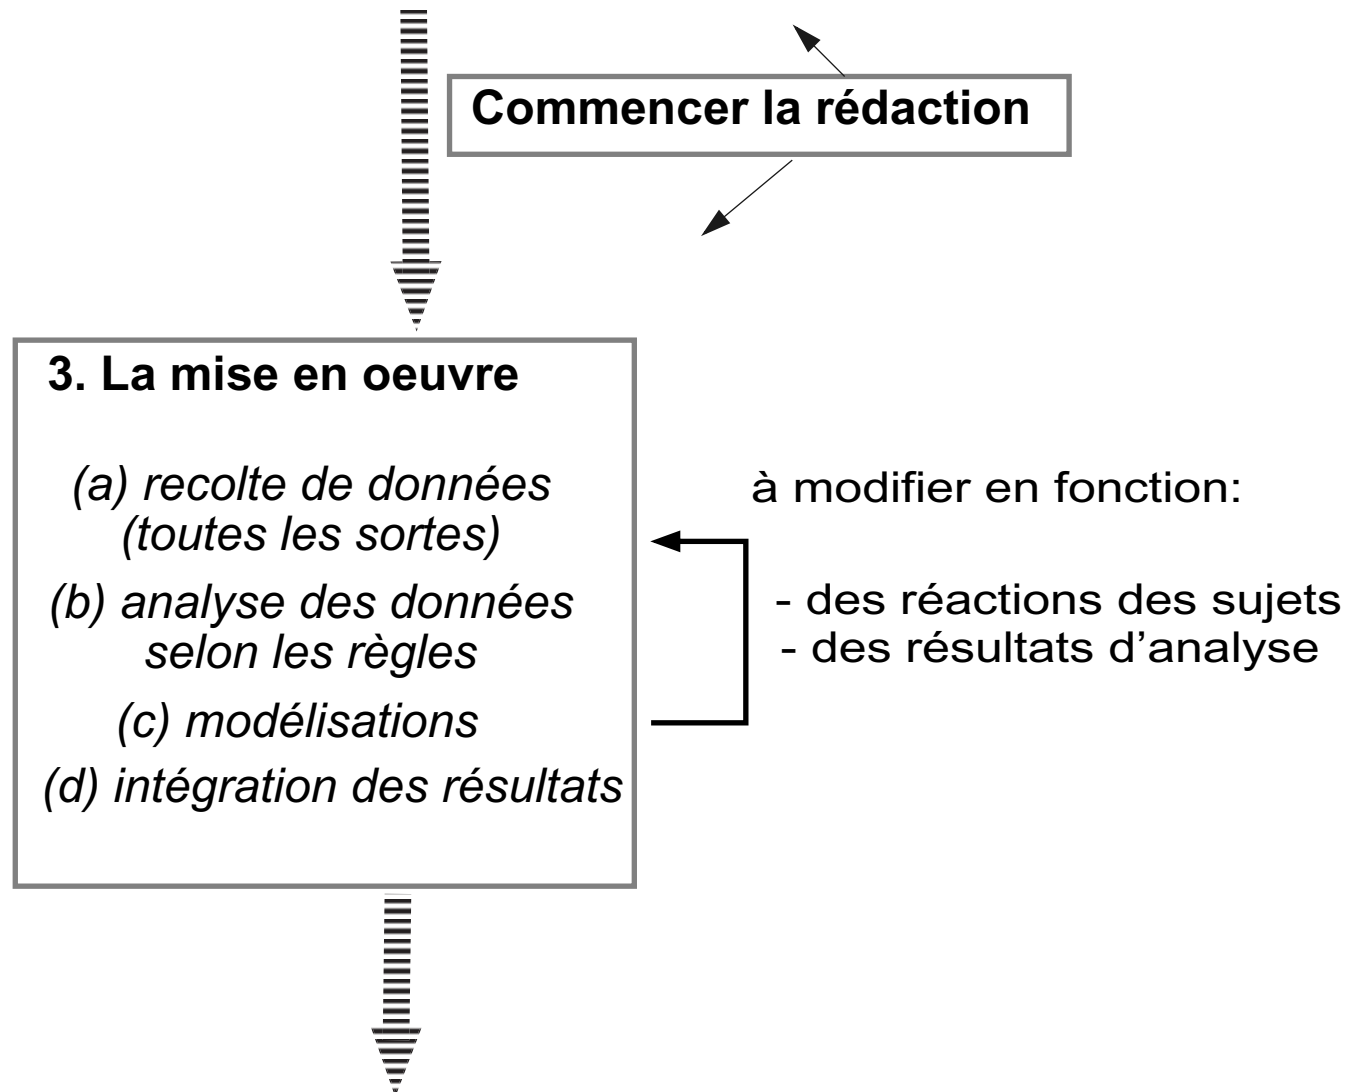 Commencer la rédaction
3. La mise en oeuvre
(a) recolte de données
(toutes les sortes)
(b) analyse des données
selon les règles
(c) modélisations
(d) intégration des résultats
à modifier en fonction:
- des réactions des sujets
- des résultats d’analyse